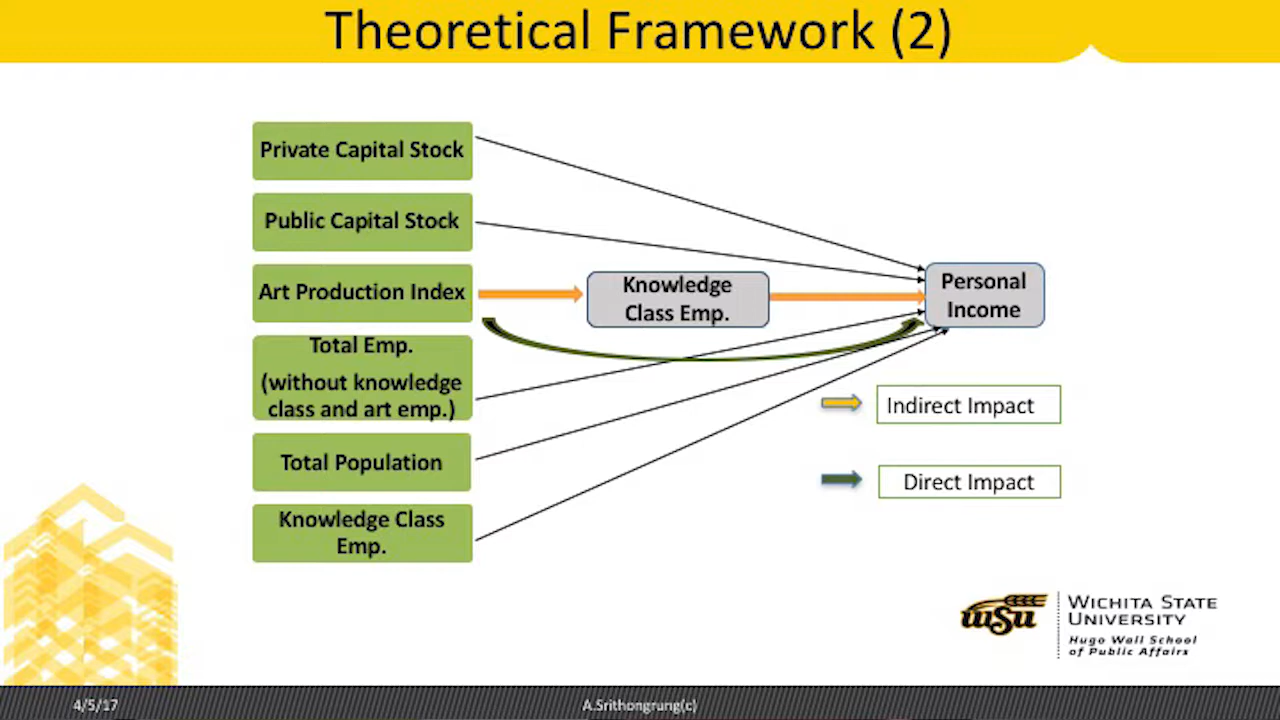 Theoretical Framework (2)
Private Capital Stock
Public Capital Stock
Art Production Index
Knowledge
Class Emp.
Personal
Income
Total Emp.
(without knowledge
class and art emp.)
Indirect Impact
Total Population
Direct Impact
Knowledge Class
Emp.
wsu
WICHITA STATE
UNIVERSITY
Hugo Wall School
of Public Affairs
4/5/17
A.Srithongrung(c)